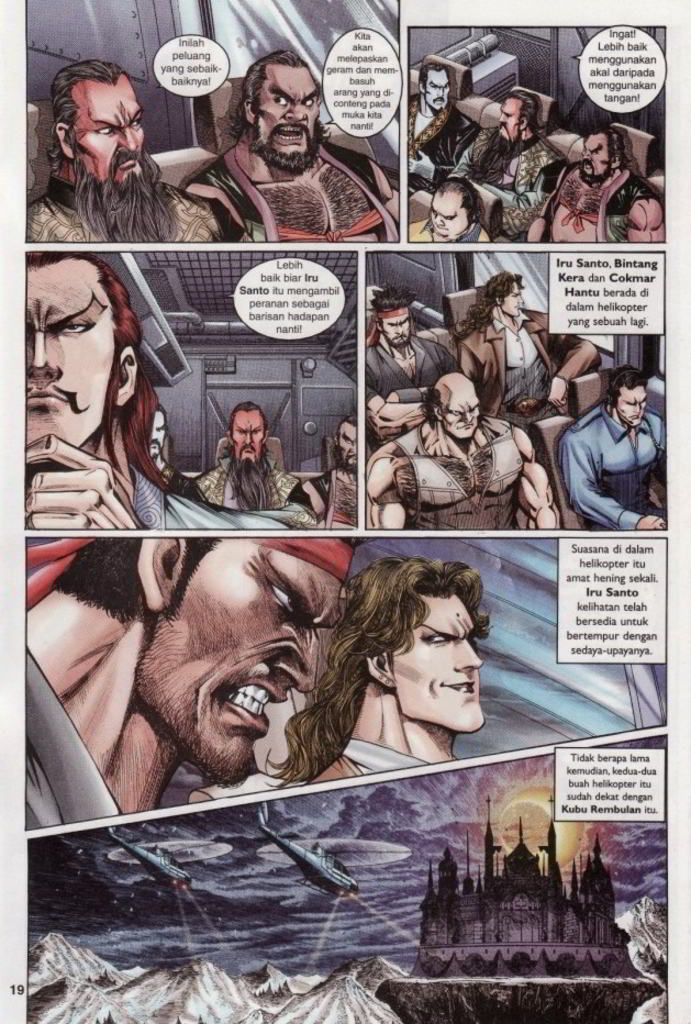 Inilah
peluang
yang sebaik-
baiknya!
Kita
akan
melepaskan
geram dan mem-
basuh
arang yang di-
conteng pada
muka kita
nanti!
Ingat!
Lebih baik
menggunakan
akal daripada
menggunakan
tangan!
Lebih
baik biar Iru
Santo itu mengambil
peranan sebagai
barisan hadapan
nanti!
Iru Santo, Bintang
Kera dan Cokmar
Hantu berada di
dalam helikopter
yang sebuah lagi.
Suasana di dalam
helikopter itu
amat hening sekali.
Iru Santo
kelihatan telah
bersedia untuk
bertempur dengan
sedaya-upayanya.
Tidak berapa lama
kemudian, kedua-dua
buah helikopter itu
sudah dekat dengan
Kubu Rembulan itu.
19